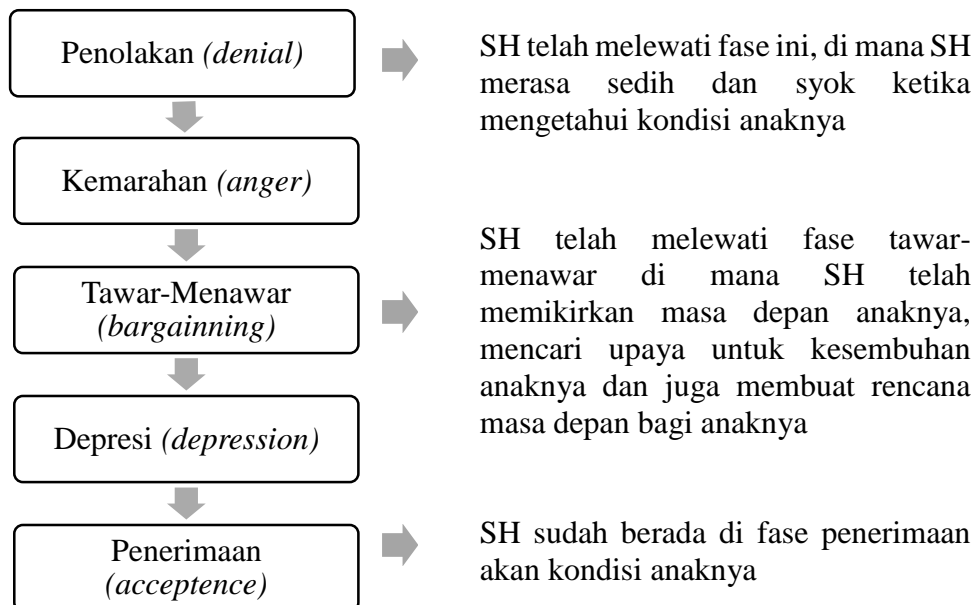 Penolakan (denial)
SH telah melewati fase ini, di mana SH
merasa sedih dan syok ketika
mengetahui kondisi anaknya
Kemarahan (anger)
Tawar-Menawar
(bargainning)
SH telah melewati fase tawar-
menawar di mana SH telah
memikirkan masa depan anaknya,
mencari upaya untuk kesembuhan
anaknya dan juga membuat rencana
masa depan bagi anaknya
Depresi (depression)
Penerimaan
(acceptence)
SH sudah berada di fase penerimaan
akan kondisi anaknya